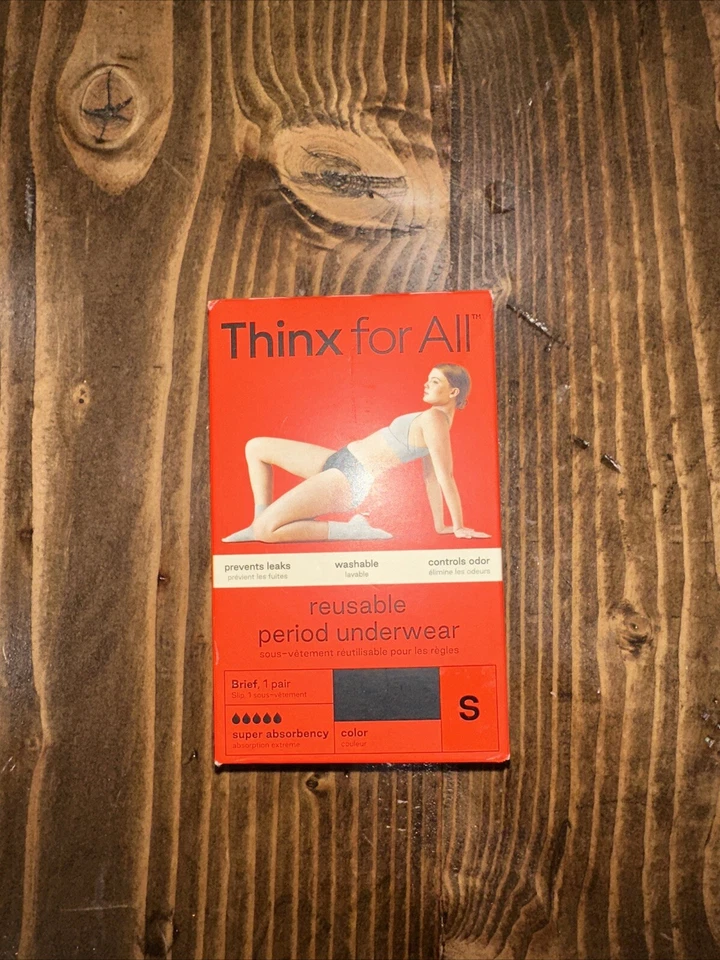 Thinx for All™
prevents leaks
prévient les fuites
washable
lavable
controls odor
élimine les odeurs
reusable
period underwear
sous-vêtement réutilisable pour les règles
Brief, 1 pair
Slip, 1 sous-vêtement
super absorbency
absorption extrême
color
couleur
S